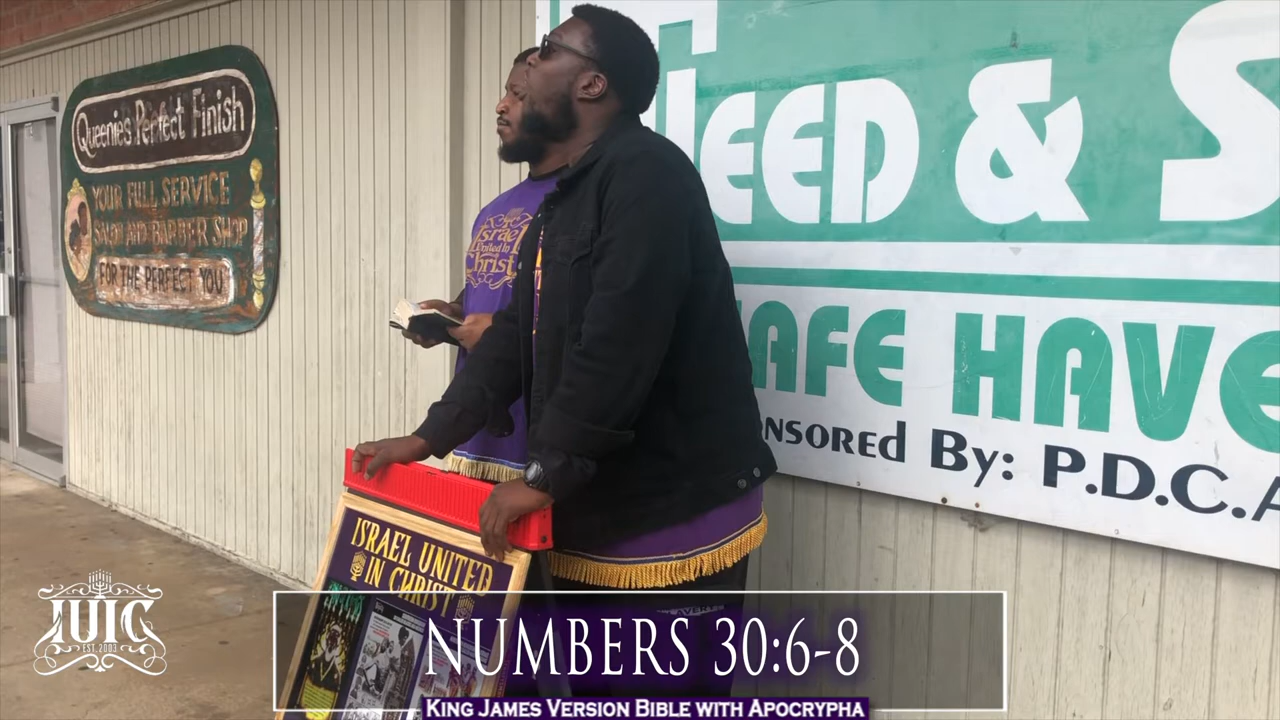 Queenie's Perfect Finish
YOUR FULL SERVICE
SALON AND BARBER SHOP
FOR THE PERFECT YOU
Israel
United In
Christ
EED & S
AFE HAVE
NSORED BY: P.D.C.A
ISRAEL UNITED
IN CHRIST
SLAVERY
IUIC
EST. 2003
NUMBERS 30:6-8
KING JAMES VERSION BIBLE WITH APOCRYPHA